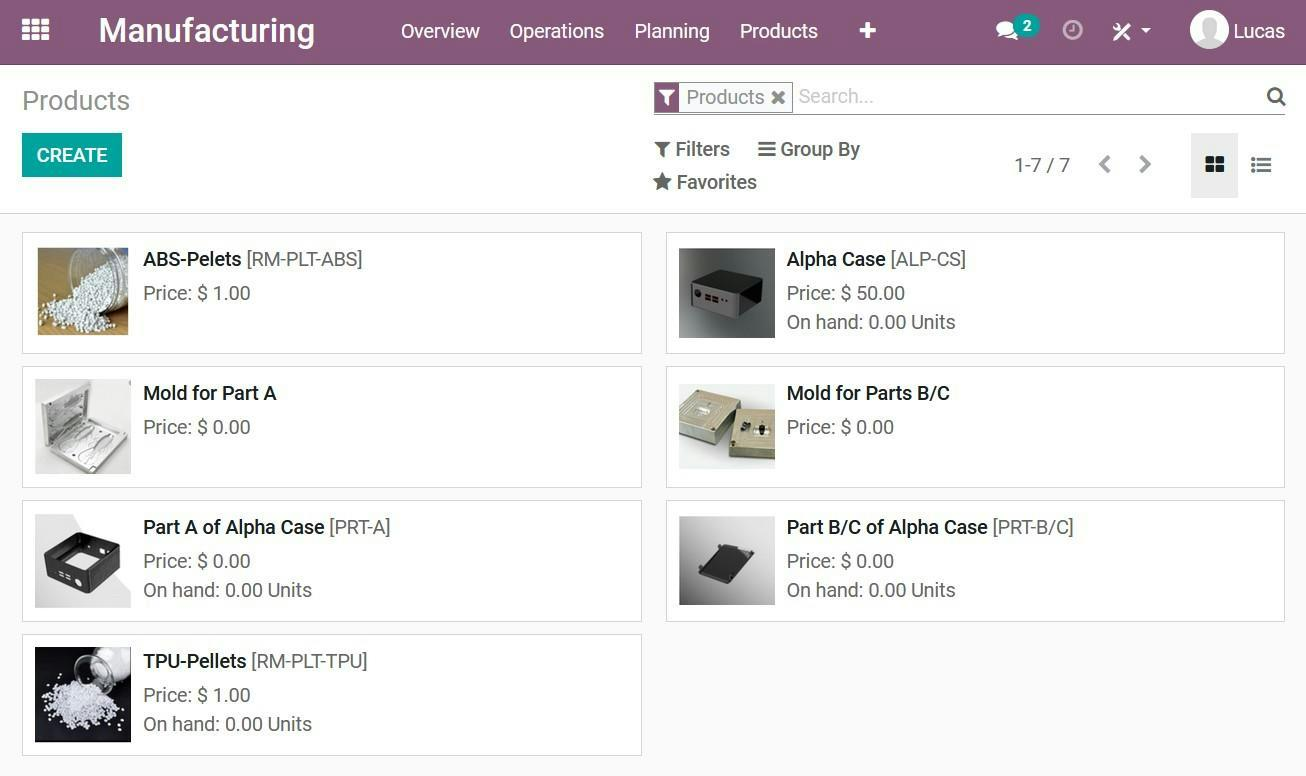 Manufacturing Overview Operations Planning Products 2 Lucas
Products
Products Search...
CREATE
Filters Group By
Favorites
1-7 / 7
ABS-Pelets [RM-PLT-ABS]
Price: $ 1.00
Alpha Case [ALP-CS]
Price: $ 50.00
On hand: 0.00 Units
Mold for Part A
Price: $ 0.00
Mold for Parts B/C
Price: $ 0.00
Part A of Alpha Case [PRT-A]
Price: $ 0.00
On hand: 0.00 Units
Part B/C of Alpha Case [PRT-B/C]
Price: $ 0.00
On hand: 0.00 Units
TPU-Pellets [RM-PLT-TPU]
Price: $ 1.00
On hand: 0.00 Units